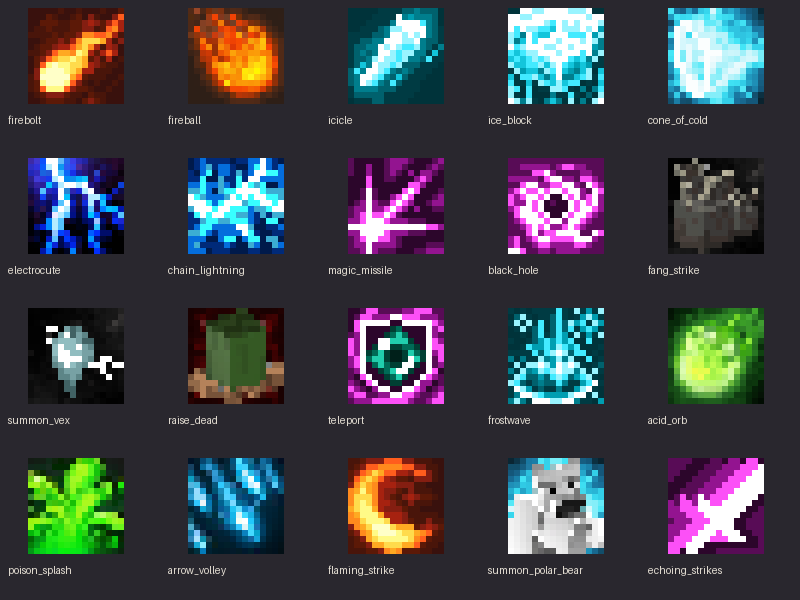 firebolt fireball icicle ice_block cone_of_cold
electrocute chain_lightning magic_missile black_hole fang_strike
summon_vex raise_dead teleport frostwave acid_orb
poison_splash arrow_volley flaming_strike summon_polar_bear echoing_strikes